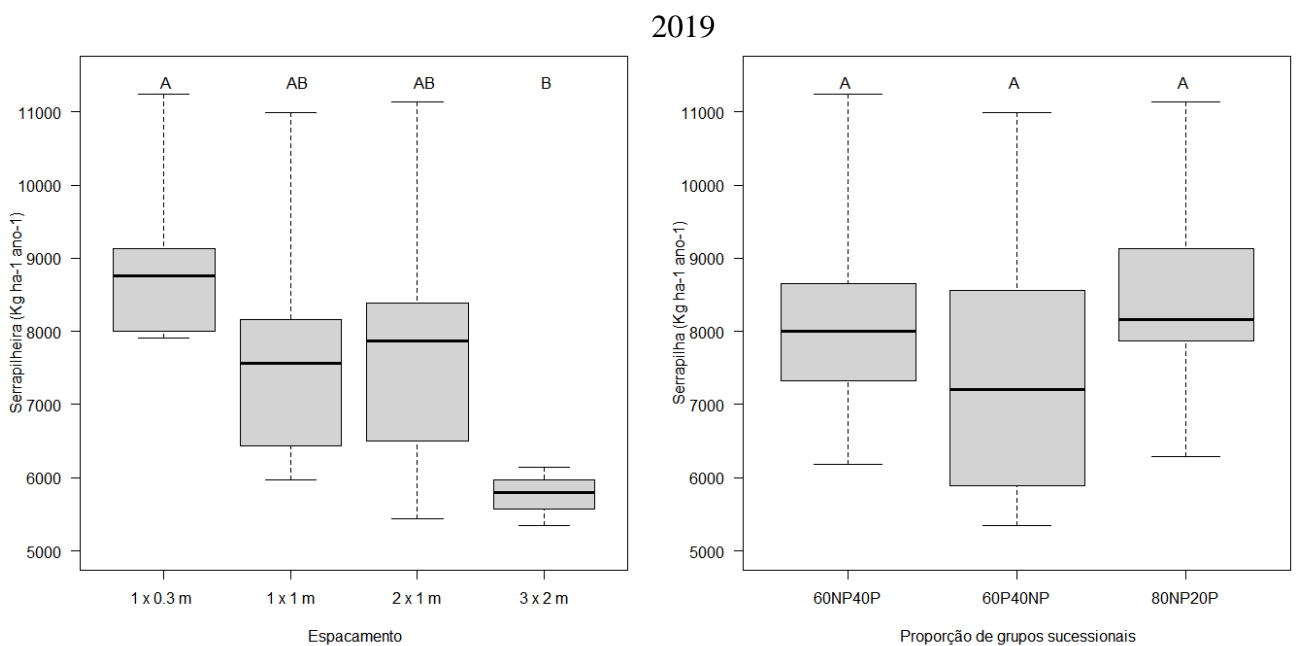 2019
A AB AB B
11000
10000
9000
8000
7000
6000
5000
Serrapilheira (Kg ha-1 ano-1)
1 x 0.3 m 1 x 1 m 2 x 1 m 3 x 2 m
Espacamento
A A A
11000
10000
9000
8000
7000
6000
5000
Serrapilha (Kg ha-1 ano-1)
60NP40P 60P40NP 80NP20P
Proporção de grupos sucessionais